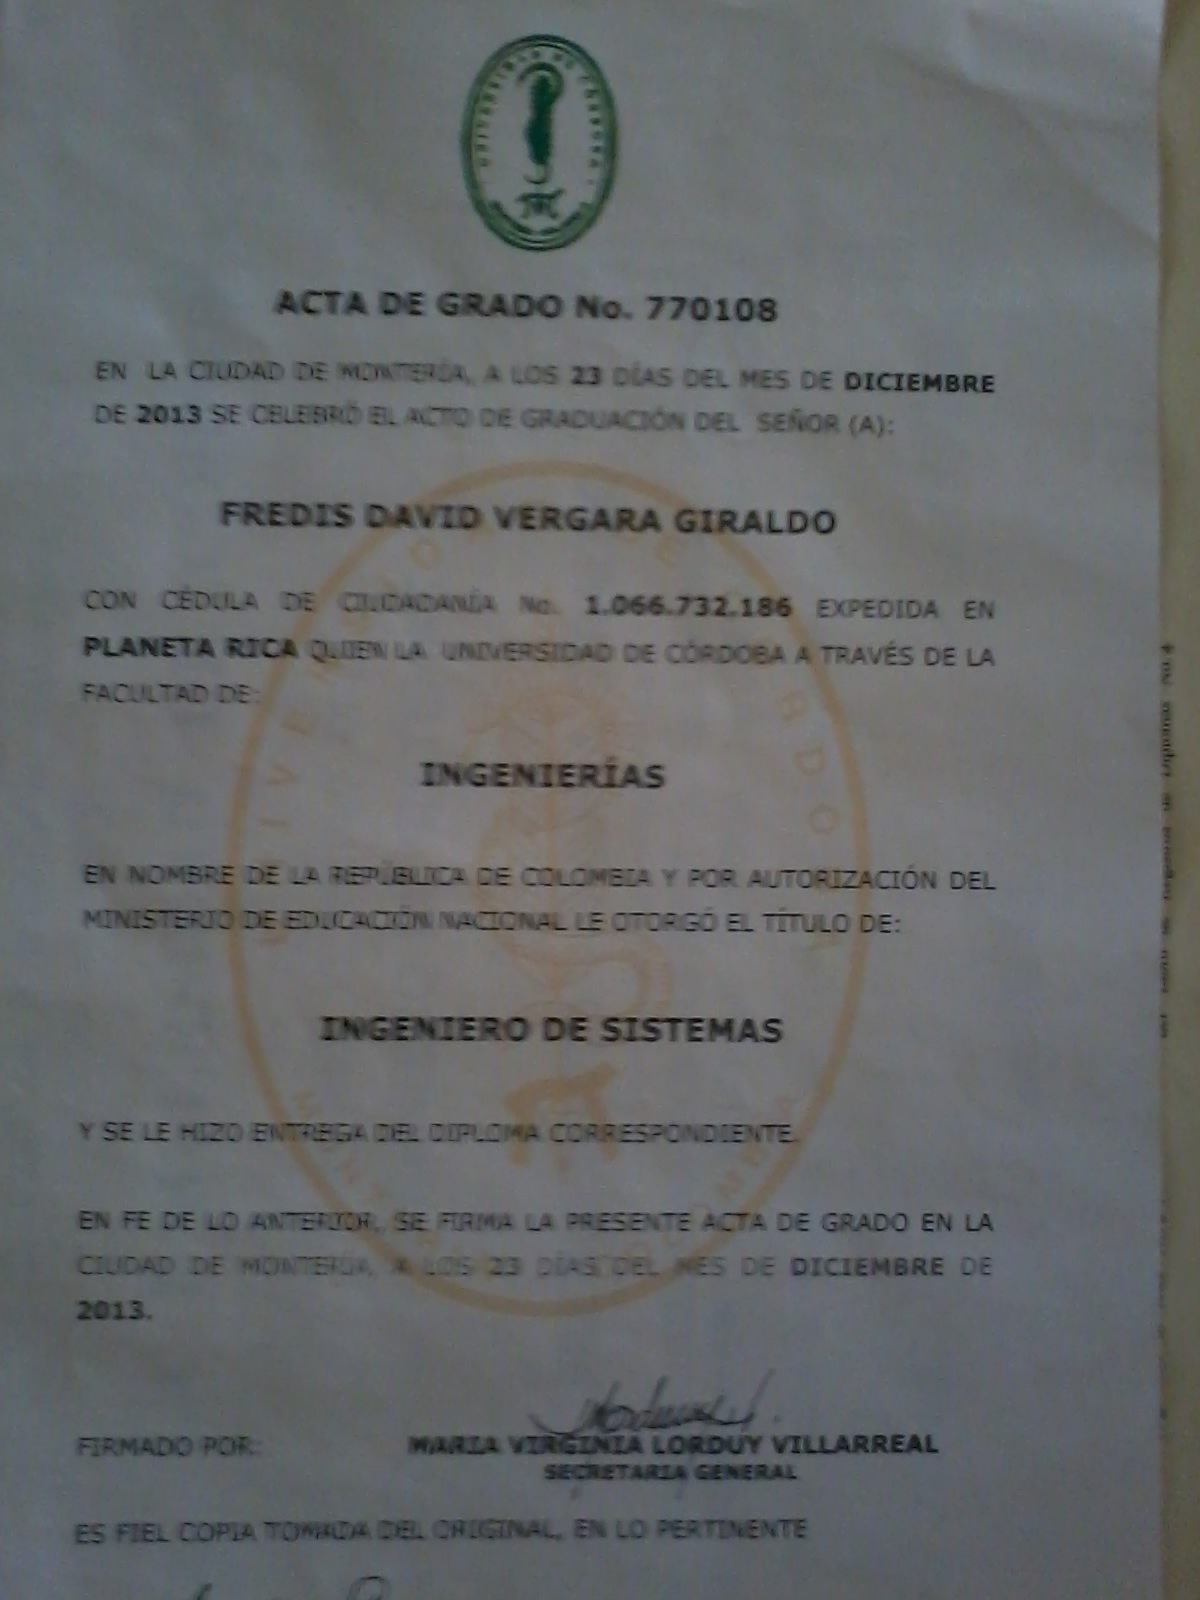 UNIVERSIDAD DE CÓRDOBA
ACTA DE GRADO No. 770108
EN LA CIUDAD DE MONTERÍA, A LOS 23 DÍAS DEL MES DE DICIEMBRE
DE 2013 SE CELEBRÓ EL ACTO DE GRADUACIÓN DEL SEÑOR (A):
FREDIS DAVID VERGARA GIRALDO
CON CÉDULA DE CIUDADANÍA No. 1.066.732.186 EXPEDIDA EN
PLANETA RICA QUIEN LA UNIVERSIDAD DE CÓRDOBA A TRAVÉS DE LA
FACULTAD DE:
INGENIERÍAS
EN NOMBRE DE LA REPÚBLICA DE COLOMBIA Y POR AUTORIZACIÓN DEL
MINISTERIO DE EDUCACIÓN NACIONAL LE OTORGÓ EL TÍTULO DE:
INGENIERO DE SISTEMAS
Y SE LE HIZO ENTREGA DEL DIPLOMA CORRESPONDIENTE.
EN FE DE LO ANTERIOR, SE FIRMA LA PRESENTE ACTA DE GRADO EN LA
CIUDAD DE MONTERÍA, A LOS 23 DÍAS DEL MES DE DICIEMBRE DE
2013.
FIRMADO POR: MARIA VIRGINIA LORDUY VILLARREAL
SECRETARIA GENERAL
ES FIEL COPIA TOMADA DEL ORIGINAL, EN LO PERTINENTE